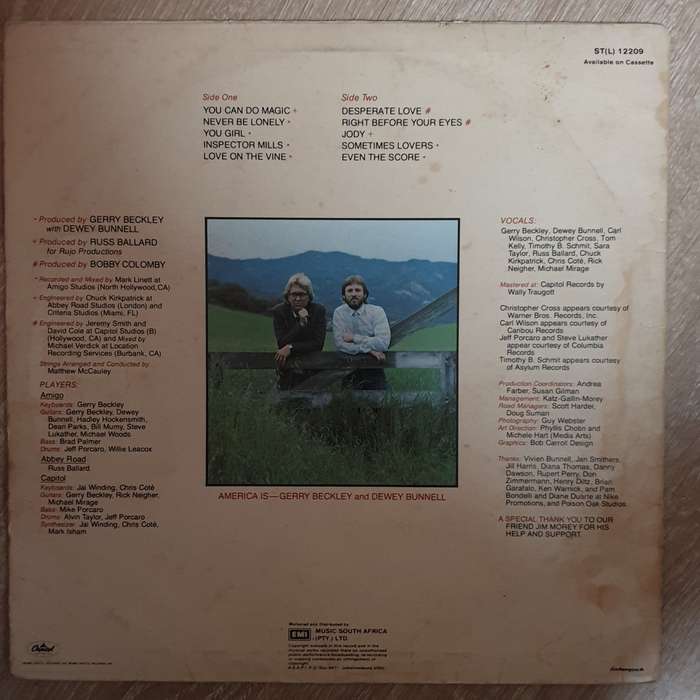 ST(L) 12209
Available on Cassette
Side One
YOU CAN DO MAGIC +
NEVER BE LONELY •
YOU GIRL •
INSPECTOR MILLS •
LOVE ON THE VINE •
Side Two
DESPERATE LOVE #
RIGHT BEFORE YOUR EYES #
JODY +
SOMETIMES LOVERS •
EVEN THE SCORE •
• Produced by GERRY BECKLEY
with DEWEY BUNNELL
+ Produced by RUSS BALLARD
for Rujo Productions
# Produced by BOBBY COLOMBY
• Recorded and Mixed by Mark Linett at
Amigo Studios (North Hollywood, CA)
+ Engineered by Chuck Kirkpatrick at
Abbey Road Studios (London) and
Criteria Studios (Miami, FL)
# Engineered by Jeremy Smith and
David Cole at Capitol Studios (B)
(Hollywood, CA) and Mixed by
Michael Verdick at Location
Recording Services (Burbank, CA)
Strings Arranged and Conducted by
Matthew McCauley
PLAYERS:
Amigo
Keyboards: Gerry Beckley
Guitars: Gerry Beckley, Dewey
Bunnell, Hadley Hockensmith,
Dean Parks, Bill Mumy, Steve
Lukather, Michael Woods
Bass: Brad Palmer
Drums: Jeff Porcaro, Willie Leacox
Abbey Road
Russ Ballard
Capitol
Keyboards: Jai Winding, Chris Coté
Guitars: Gerry Beckley, Rick Neigher,
Michael Mirage
Bass: Mike Porcaro
Drums: Alvin Taylor, Jeff Porcaro
Synthesizer: Jai Winding, Chris Coté,
Mark Isham
AMERICA IS—GERRY BECKLEY and DEWEY BUNNELL
VOCALS:
Gerry Beckley, Dewey Bunnell, Carl
Wilson, Christopher Cross, Tom
Kelly, Timothy B. Schmit, Sara
Taylor, Russ Ballard, Chuck
Kirkpatrick, Chris Coté, Rick
Neigher, Michael Mirage
Mastered at: Capitol Records by
Wally Traugott
Christopher Cross appears courtesy of
Warner Bros. Records, Inc.
Carl Wilson appears courtesy of
Caribou Records
Jeff Porcaro and Steve Lukather
appear courtesy of Columbia
Records
Timothy B. Schmit appears courtesy
of Asylum Records
Production Coordinators: Andrea
Farber, Susan Gilman
Management: Katz-Gallin-Morey
Road Managers: Scott Harder,
Doug Suman
Photography: Guy Webster
Art Direction: Phyllis Chotin and
Michele Hart (Media Arts)
Graphics: Bob Carroll Design
Thanks: Vivien Bunnell, Jan Smithers,
Jill Harris, Diana Thomas, Danny
Dawson, Rupert Perry, Don
Zimmermann, Henry Diltz, Brian
Garafalo, Ken Warnick, and Pam
Bondeli and Diane Duarte at Nike
Promotions, and Poison Oak Studios.
A SPECIAL THANK YOU TO OUR
FRIEND JIM MOREY FOR HIS
HELP AND SUPPORT.
Capitol
Marketed and Distributed by
EMI MUSIC SOUTH AFRICA
(PTY.) LTD.
Copyright subsists in this record and the